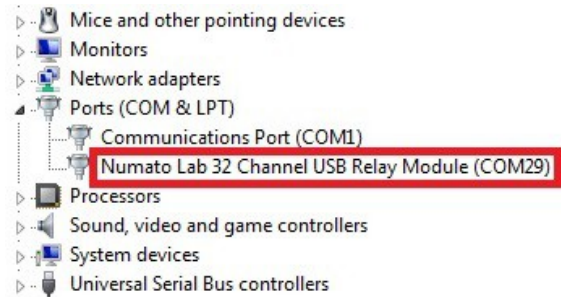 Mice and other pointing devices
Monitors
Network adapters
Ports (COM & LPT)
Communications Port (COM1)
Numato Lab 32 Channel USB Relay Module (COM29)
Processors
Sound, video and game controllers
System devices
Universal Serial Bus controllers